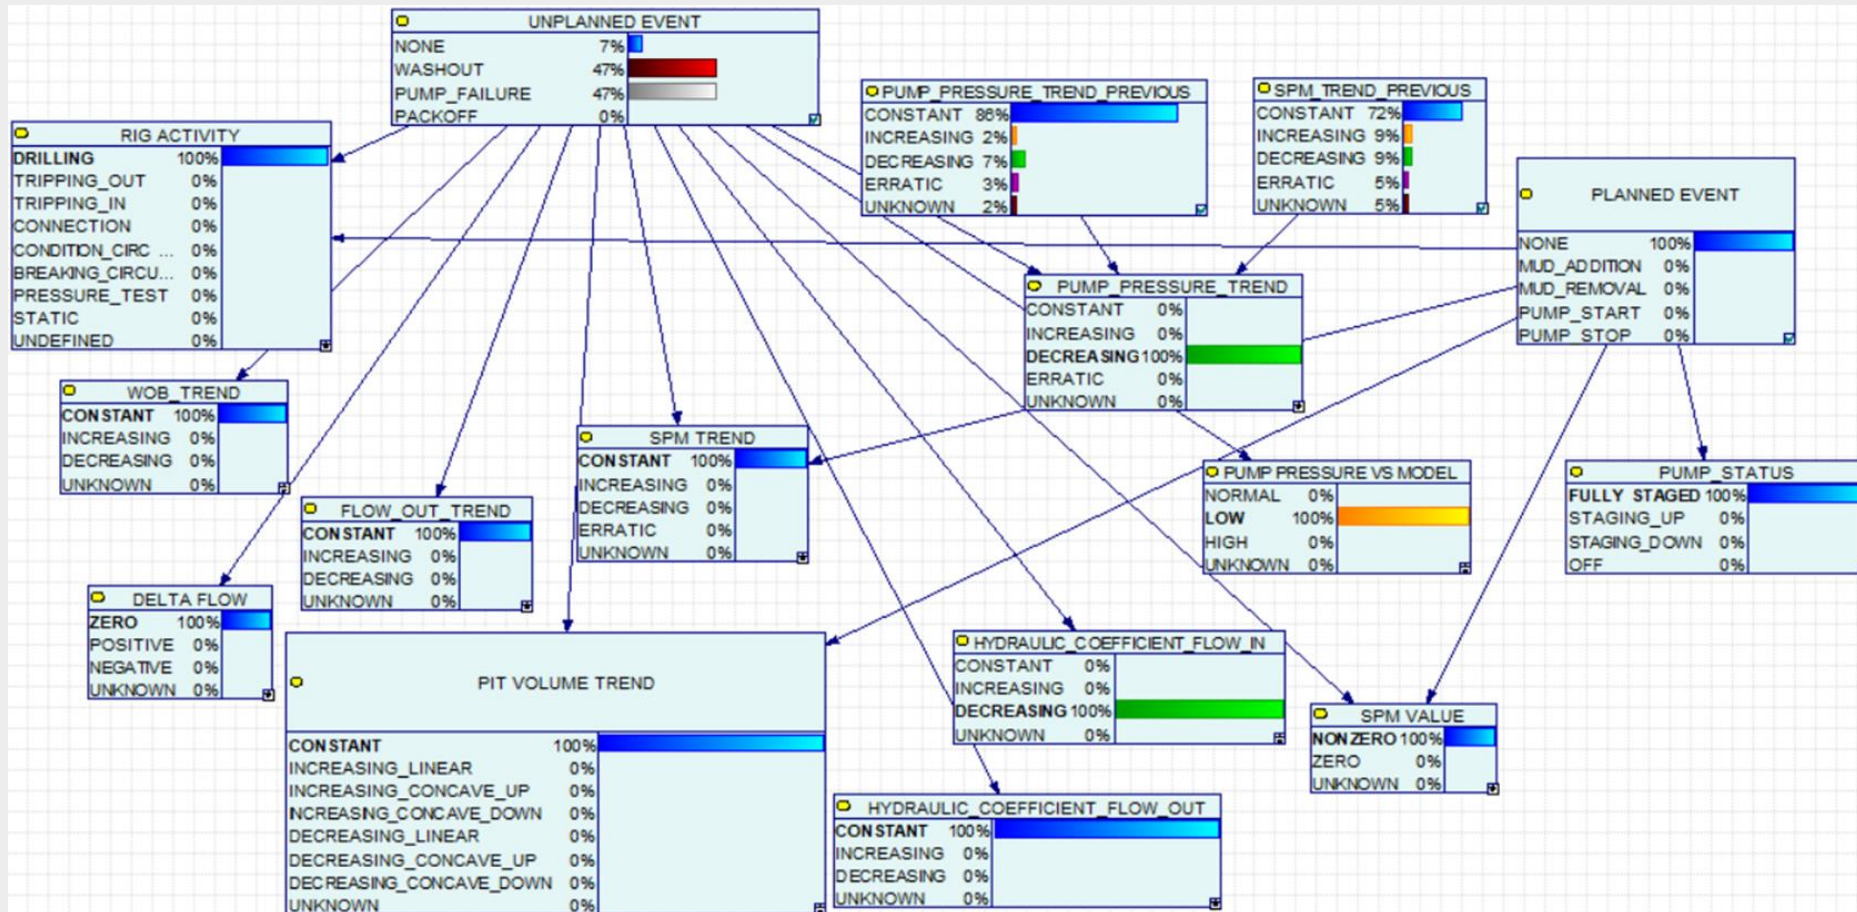 UNPLANNED EVENT
NONE 7%
WASHOUT 47%
PUMP_FAILURE 47%
PACKOFF 0%
PUMP_PRESSURE_TREND_PREVIOUS
CONSTANT 86%
INCREASING 2%
DECREASING 7%
ERRATIC 3%
UNKNOWN 2%
SPM_TREND_PREVIOUS
CONSTANT 72%
INCREASING 9%
DECREASING 9%
ERRATIC 5%
UNKNOWN 5%
RIG ACTIVITY
DRILLING 100%
TRIPPING_OUT 0%
TRIPPING_IN 0%
CONNECTION 0%
CONDITION_CIRC ... 0%
BREAKING_CIRCU... 0%
PRESSURE_TEST 0%
STATIC 0%
UNDEFINED 0%
PLANNED EVENT
NONE 100%
MUD_ADDITION 0%
MUD_REMOVAL 0%
PUMP_START 0%
PUMP_STOP 0%
PUMP_PRESSURE_TREND
CONSTANT 0%
INCREASING 0%
DECREASING 100%
ERRATIC 0%
UNKNOWN 0%
WOB_TREND
CONSTANT 100%
INCREASING 0%
DECREASING 0%
UNKNOWN 0%
SPM TREND
CONSTANT 100%
INCREASING 0%
DECREASING 0%
ERRATIC 0%
UNKNOWN 0%
PUMP PRESSURE VS MODEL
NORMAL 0%
LOW 100%
HIGH 0%
UNKNOWN 0%
PUMP_STATUS
FULLY STAGED 100%
STAGING_UP 0%
STAGING_DOWN 0%
OFF 0%
FLOW_OUT_TREND
CONSTANT 100%
INCREASING 0%
DECREASING 0%
UNKNOWN 0%
DELTA FLOW
ZERO 100%
POSITIVE 0%
NEGATIVE 0%
UNKNOWN 0%
PIT VOLUME TREND
CONSTANT 100%
INCREASING_LINEAR 0%
INCREASING_CONCAVE_UP 0%
INCREASING_CONCAVE_DOWN 0%
DECREASING_LINEAR 0%
DECREASING_CONCAVE_UP 0%
DECREASING_CONCAVE_DOWN 0%
UNKNOWN 0%
HYDRAULIC_COEFFICIENT_FLOW_IN
CONSTANT 0%
INCREASING 0%
DECREASING 100%
UNKNOWN 0%
SPM VALUE
NONZERO 100%
ZERO 0%
UNKNOWN 0%
HYDRAULIC_COEFFICIENT_FLOW_OUT
CONSTANT 100%
INCREASING 0%
DECREASING 0%
UNKNOWN 0%